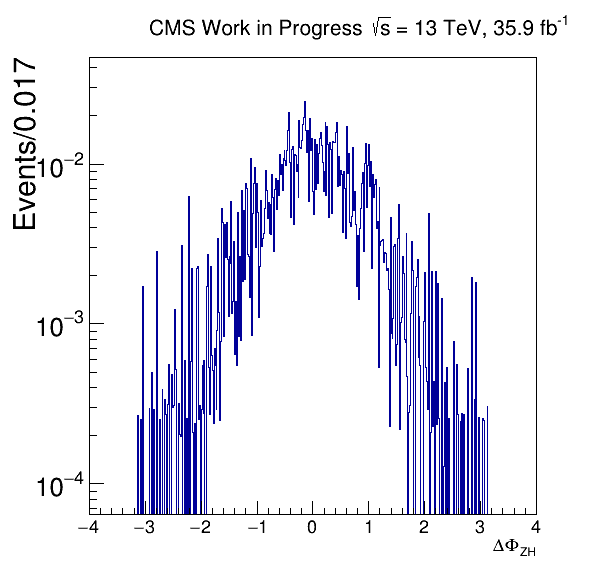 CMS Work in Progress √s = 13 TeV, 35.9 fb⁻¹
Events/0.017
10⁻²
10⁻³
10⁻⁴
−4 −3 −2 −1 0 1 2 3 4
ΔΦ_ZH